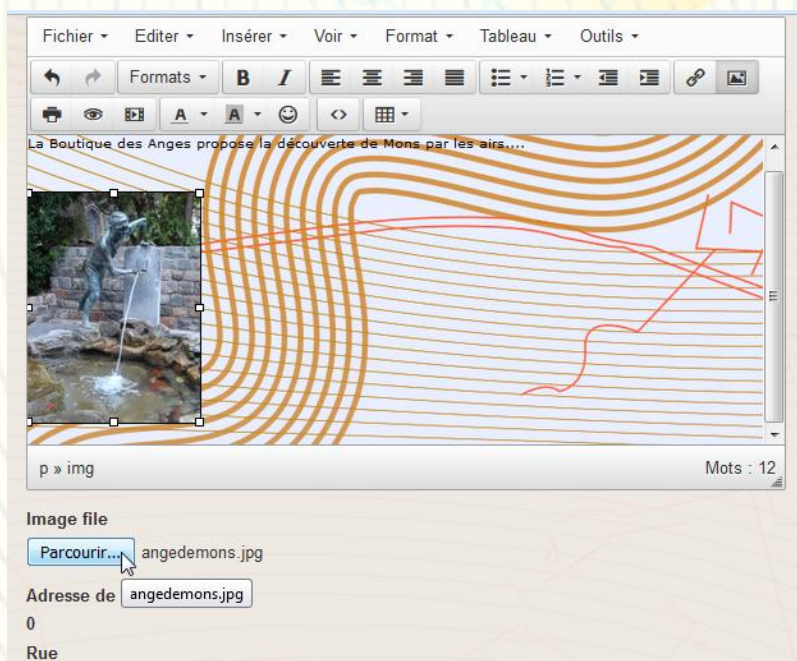 Fichier Editer Insérer Voir Format Tableau Outils
Formats B I
A A
La Boutique des Anges propose la découverte de Mons par les airs....
p » img Mots : 12
Image file
Parcourir... angedemons.jpg
Adresse de angedemons.jpg
0
Rue